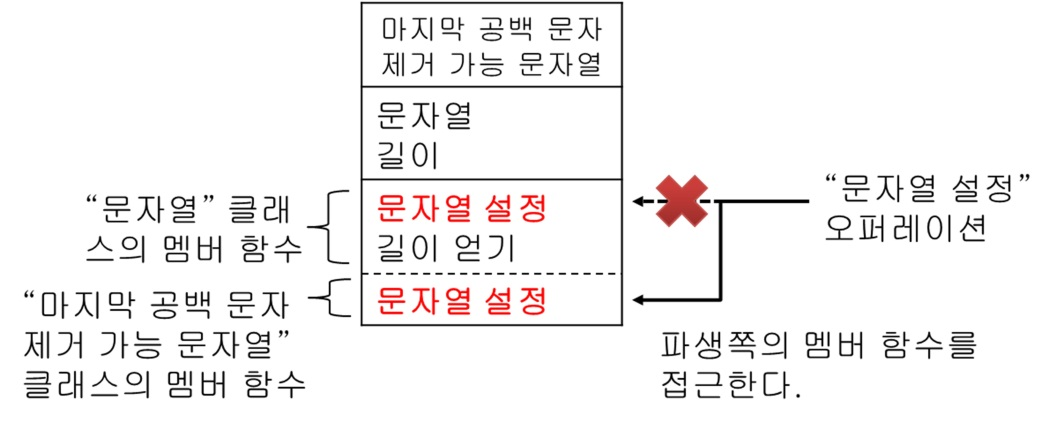 마지막 공백 문자
제거 가능 문자열
문자열
길이
문자열 설정
길이 얻기
문자열 설정
“문자열” 클래
스의 멤버 함수
“마지막 공백 문자
제거 가능 문자열”
클래스의 멤버 함수
“문자열 설정”
오퍼레이션
파생쪽의 멤버 함수를
접근한다.